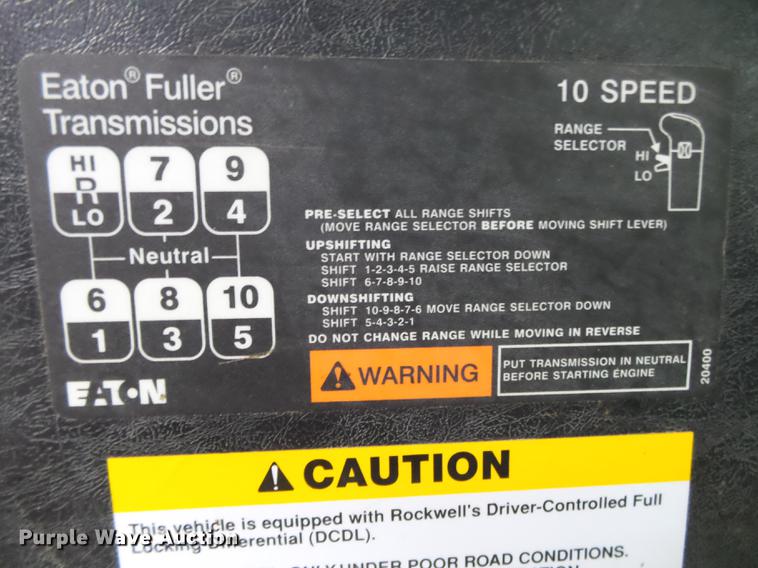 Eaton® Fuller®
Transmissions
10 SPEED
RANGE
SELECTOR
HI
LO
HI 7 9
R
LO 2 4
Neutral
6 8 10
1 3 5
EATON
PRE-SELECT ALL RANGE SHIFTS
(MOVE RANGE SELECTOR BEFORE MOVING SHIFT LEVER)
UPSHIFTING
START WITH RANGE SELECTOR DOWN
SHIFT 1-2-3-4-5 RAISE RANGE SELECTOR
SHIFT 6-7-8-9-10
DOWNSHIFTING
SHIFT 10-9-8-7-6 MOVE RANGE SELECTOR DOWN
SHIFT 5-4-3-2-1
DO NOT CHANGE RANGE WHILE MOVING IN REVERSE
WARNING
PUT TRANSMISSION IN NEUTRAL
BEFORE STARTING ENGINE
20400
CAUTION
This vehicle is equipped with Rockwell's Driver-Controlled Full
Locking Differential (DCDL).
ONLY UNDER POOR ROAD CONDITIONS.
Purple Wave Auction